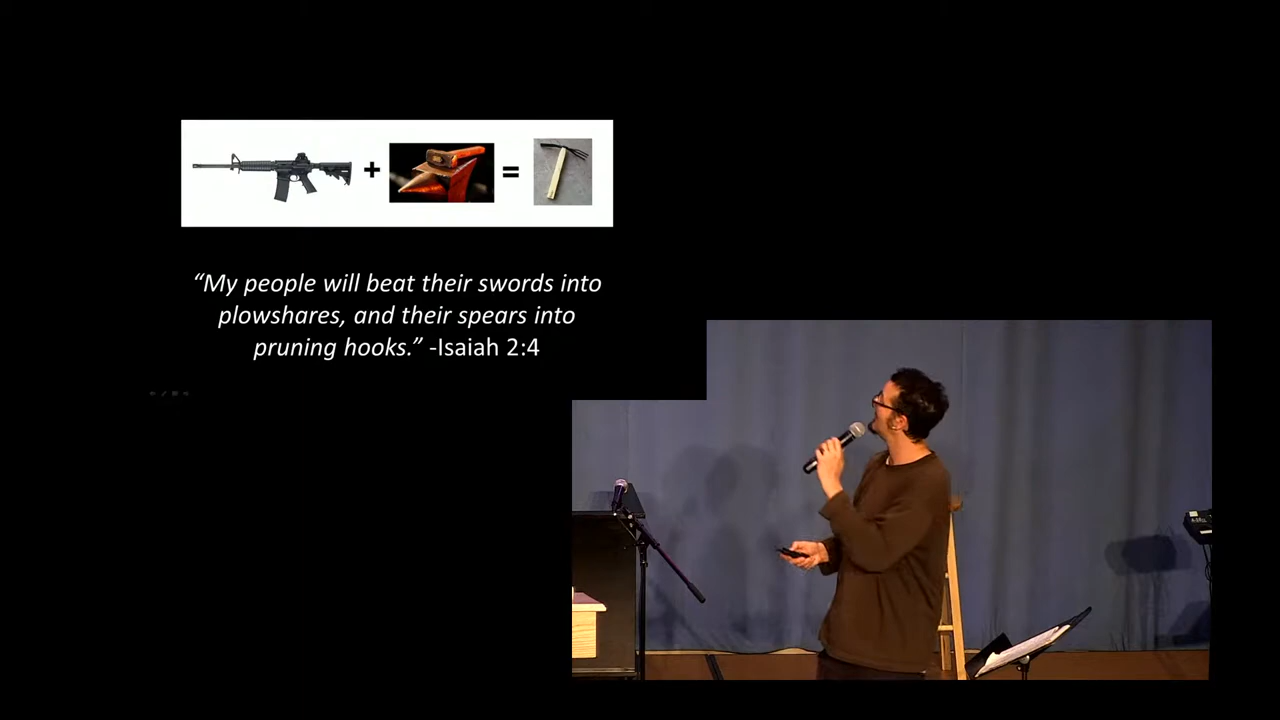 + =
“My people will beat their swords into
plowshares, and their spears into
pruning hooks.” -Isaiah 2:4